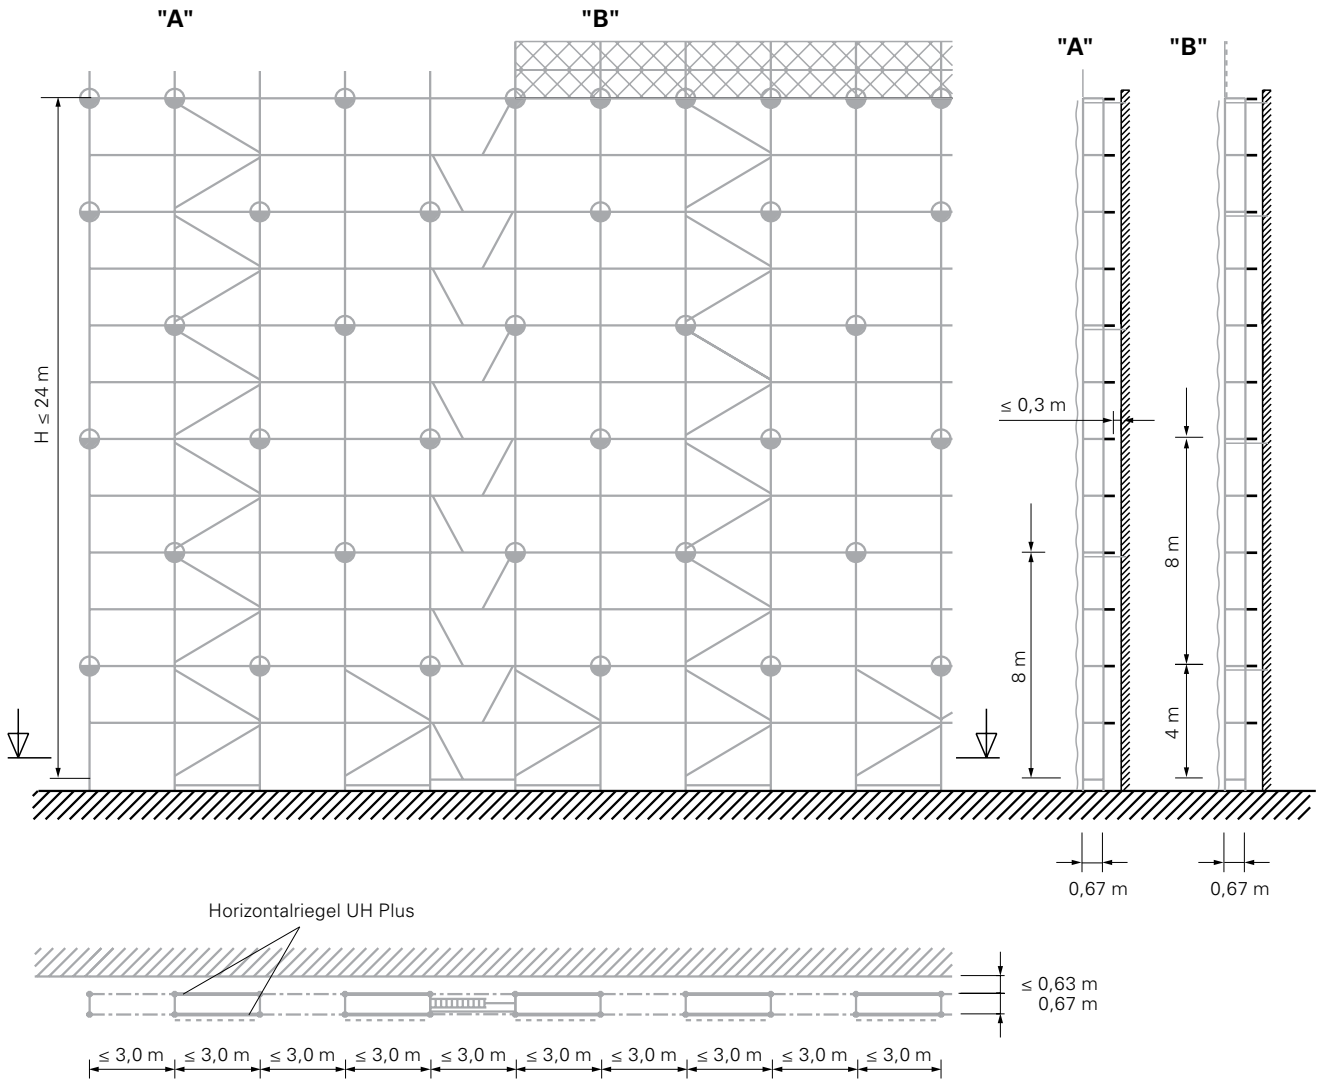 "A"
"B"
"A"
"B"
H ≤ 24 m
≤ 0,3 m
8 m
8 m
4 m
0,67 m
0,67 m
Horizontalriegel UH Plus
≤ 0,63 m
0,67 m
≤ 3,0 m
≤ 3,0 m
≤ 3,0 m
≤ 3,0 m
≤ 3,0 m
≤ 3,0 m
≤ 3,0 m
≤ 3,0 m
≤ 3,0 m
≤ 3,0 m